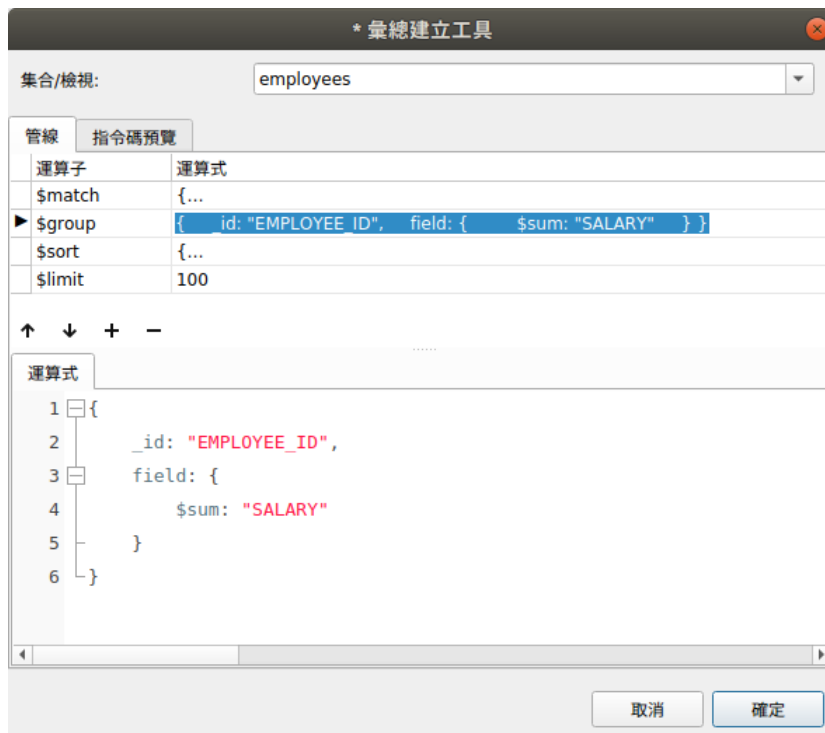 * 彙總建立工具
集合/檢視: employees
管線 指令碼預覽
運算子 運算式
$match {...
$group { _id: "EMPLOYEE_ID", field: { $sum: "SALARY" } }
$sort {...
$limit 100
運算式
1 {
2 _id: "EMPLOYEE_ID",
3 field: {
4 $sum: "SALARY"
5 }
6 }
取消 確定